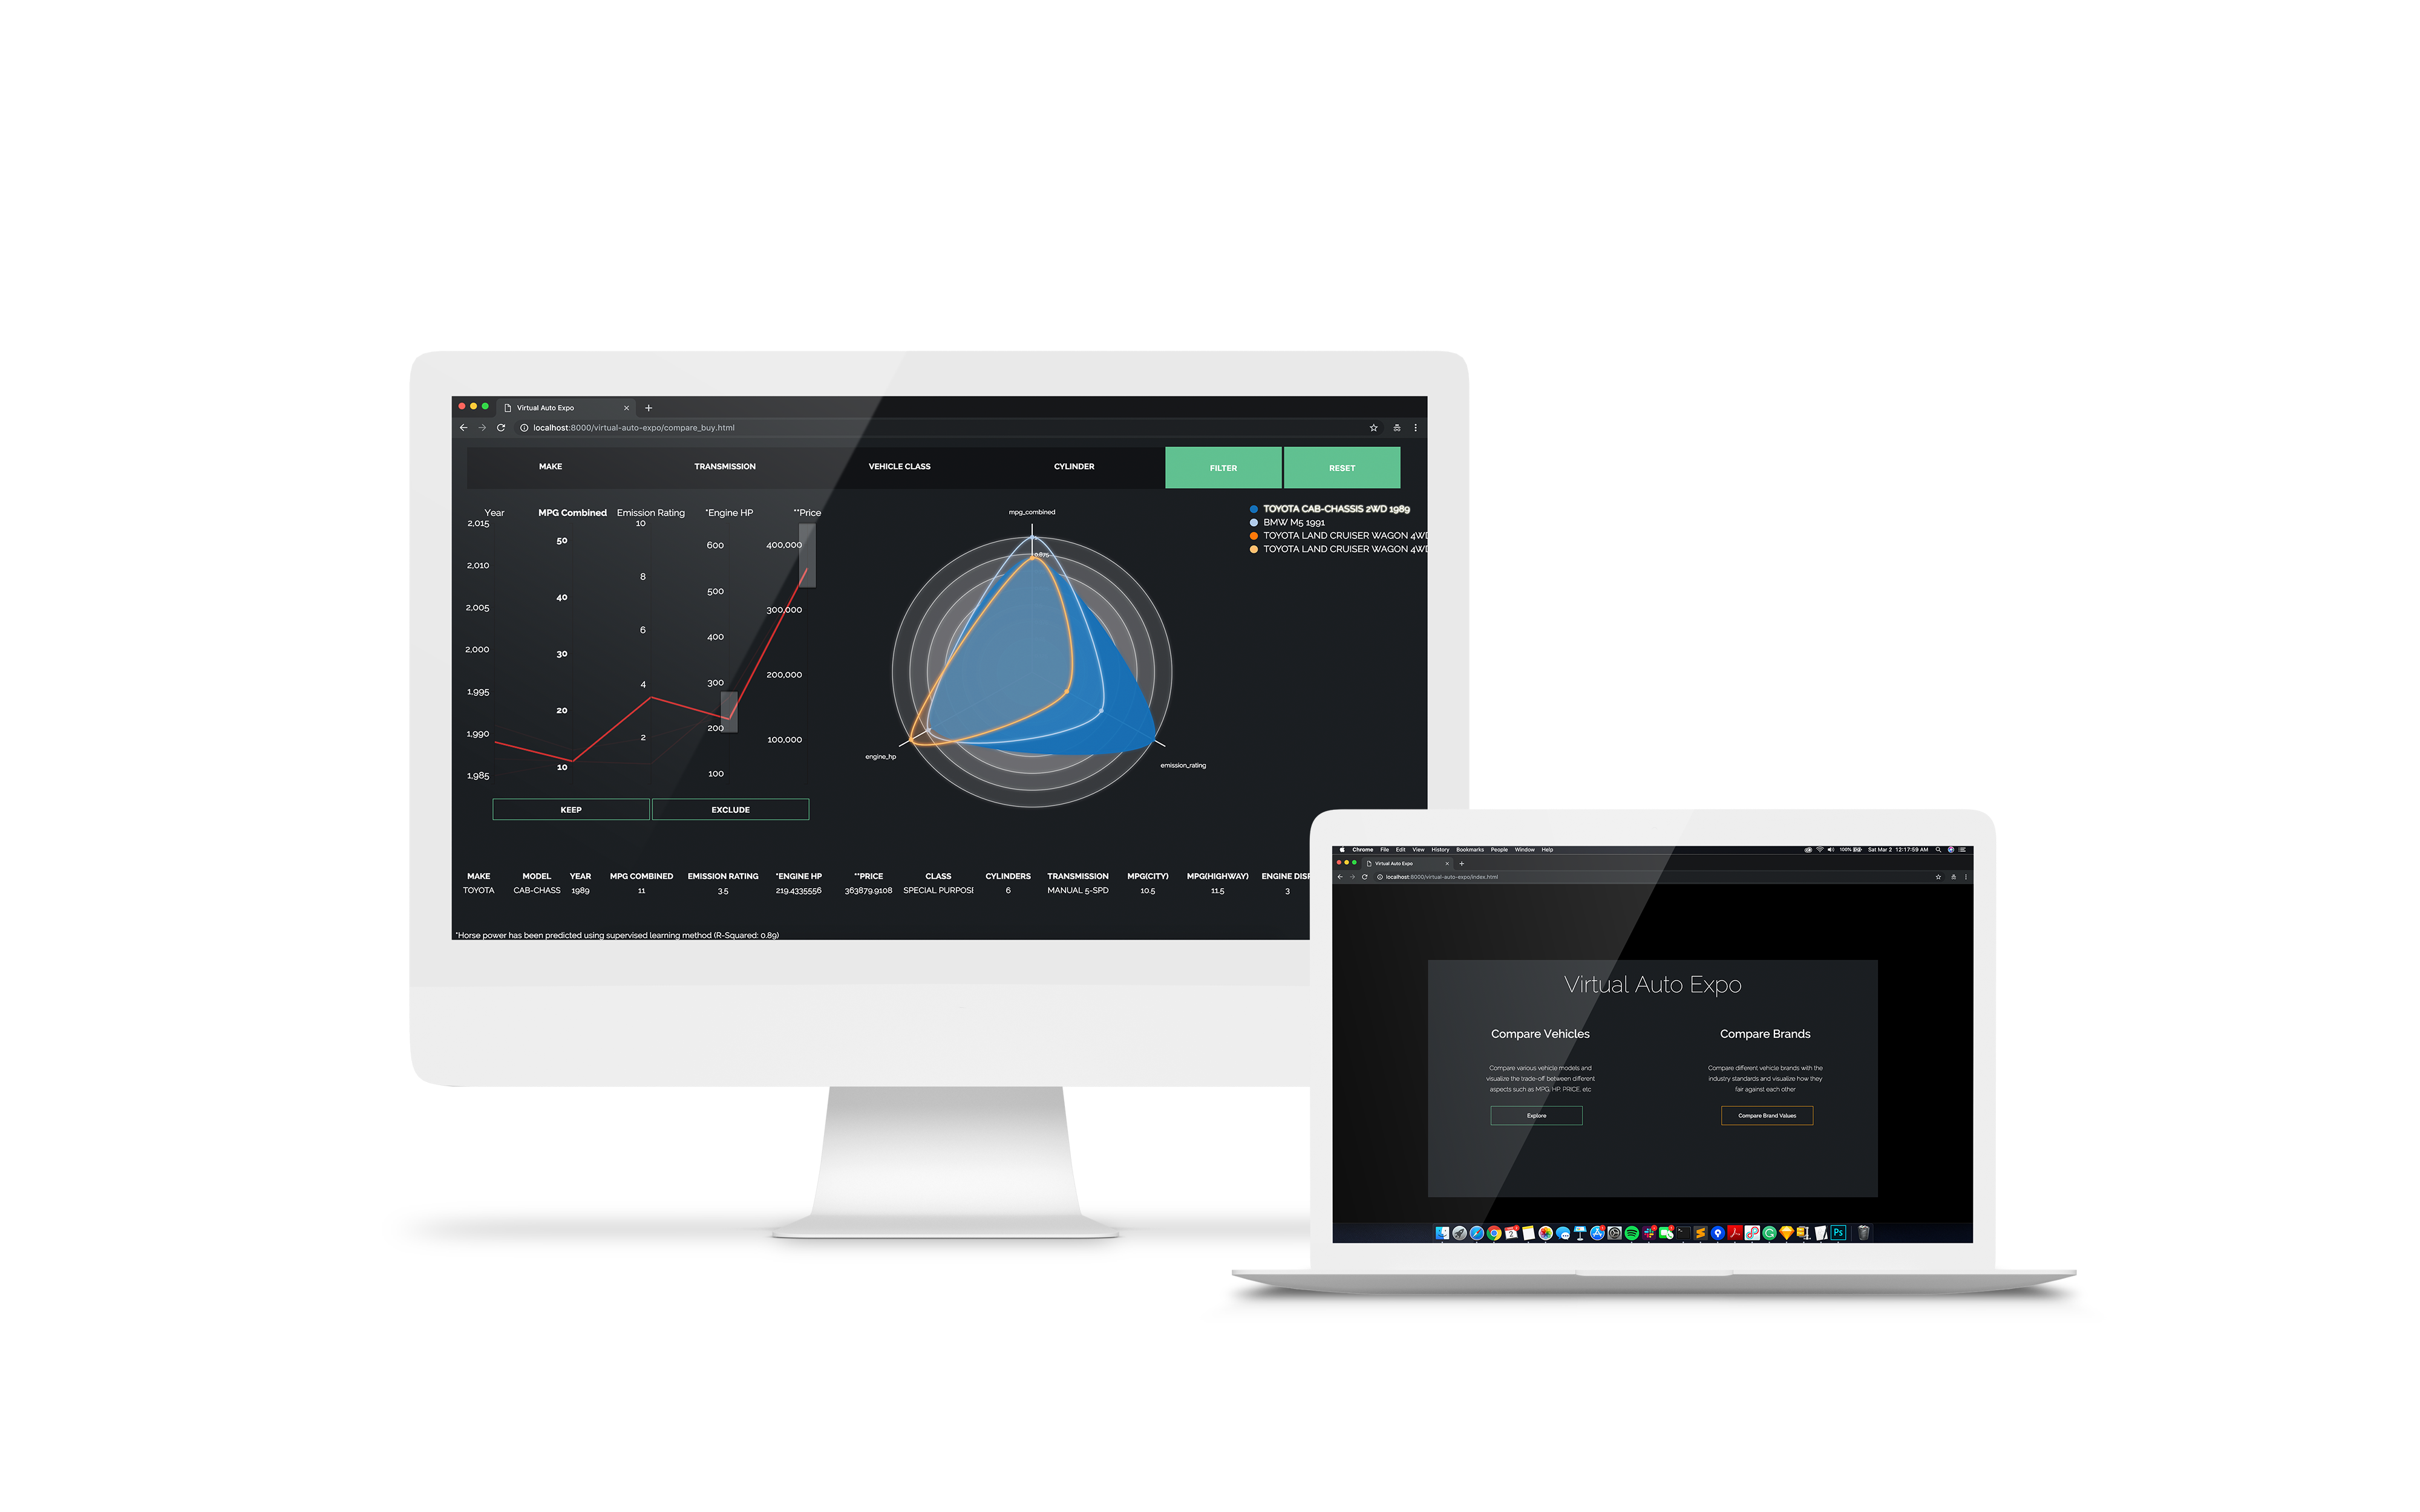 Virtual Auto Expo
localhost:8000/virtual-auto-expo/compare_buy.html
MAKE TRANSMISSION VEHICLE CLASS CYLINDER FILTER RESET
Year MPG Combined Emission Rating *Engine HP **Price
2,015
2,010
2,005
2,000
1,995
1,990
1,985
50
40
30
20
10
10
8
6
4
2
600
500
400
300
200
100
400,000
300,000
200,000
100,000
KEEP EXCLUDE
mpg_combined
0.875
engine_hp
emission_rating
TOYOTA CAB-CHASSIS 2WD 1989
BMW M5 1991
TOYOTA LAND CRUISER WAGON 4WD
TOYOTA LAND CRUISER WAGON 4WD
MAKE MODEL YEAR MPG COMBINED EMISSION RATING *ENGINE HP **PRICE CLASS CYLINDERS TRANSMISSION MPG(CITY) MPG(HIGHWAY) ENGINE DISP
TOYOTA CAB-CHASS 1989 11 3.5 219.4335556 363879.9108 SPECIAL PURPOSE 6 MANUAL 5-SPD 10.5 11.5 3
*Horse power has been predicted using supervised learning method (R-Squared: 0.89)
Chrome File Edit View History Bookmarks People Window Help 100% Sat Mar 2 12:17:59 AM
Virtual Auto Expo
localhost:8000/virtual-auto-expo/index.html
Virtual Auto Expo
Compare Vehicles
Compare various vehicle models and
visualize the trade-off between different
aspects such as MPG, HP, PRICE, etc
Explore
Compare Brands
Compare different vehicle brands with the
industry standards and visualize how they
fair against each other
Compare Brand Values
2
Ps